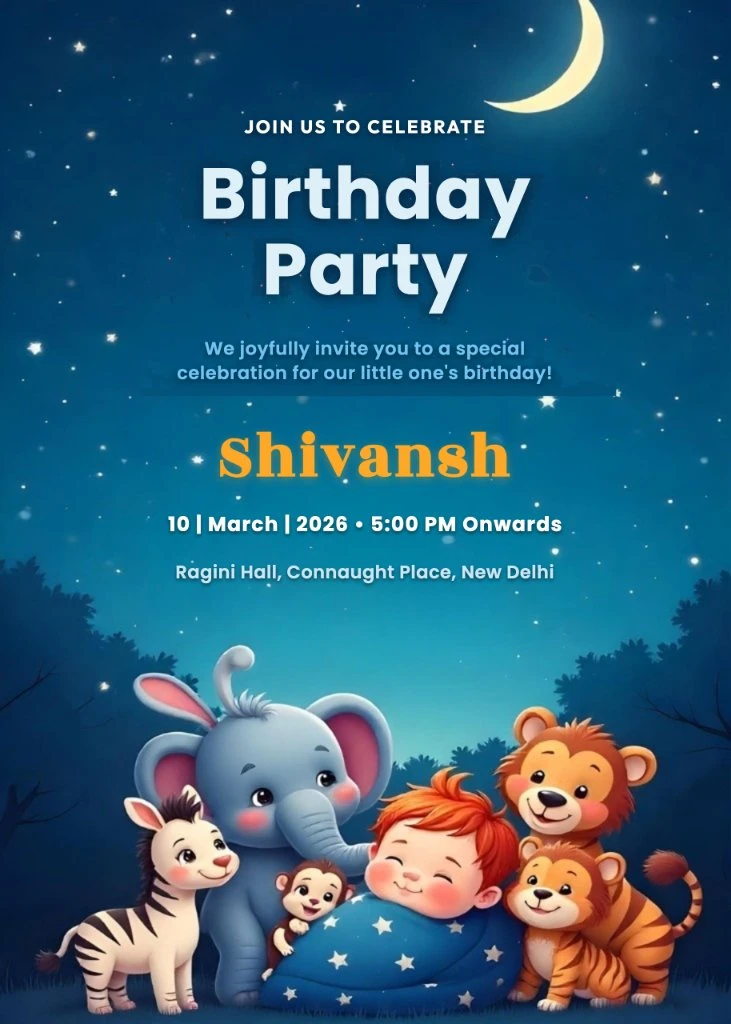 JOIN US TO CELEBRATE
Birthday
Party
We joyfully invite you to a special
celebration for our little one's birthday!
Shivansh
10 | March | 2026 • 5:00 PM Onwards
Ragini Hall, Connaught Place, New Delhi